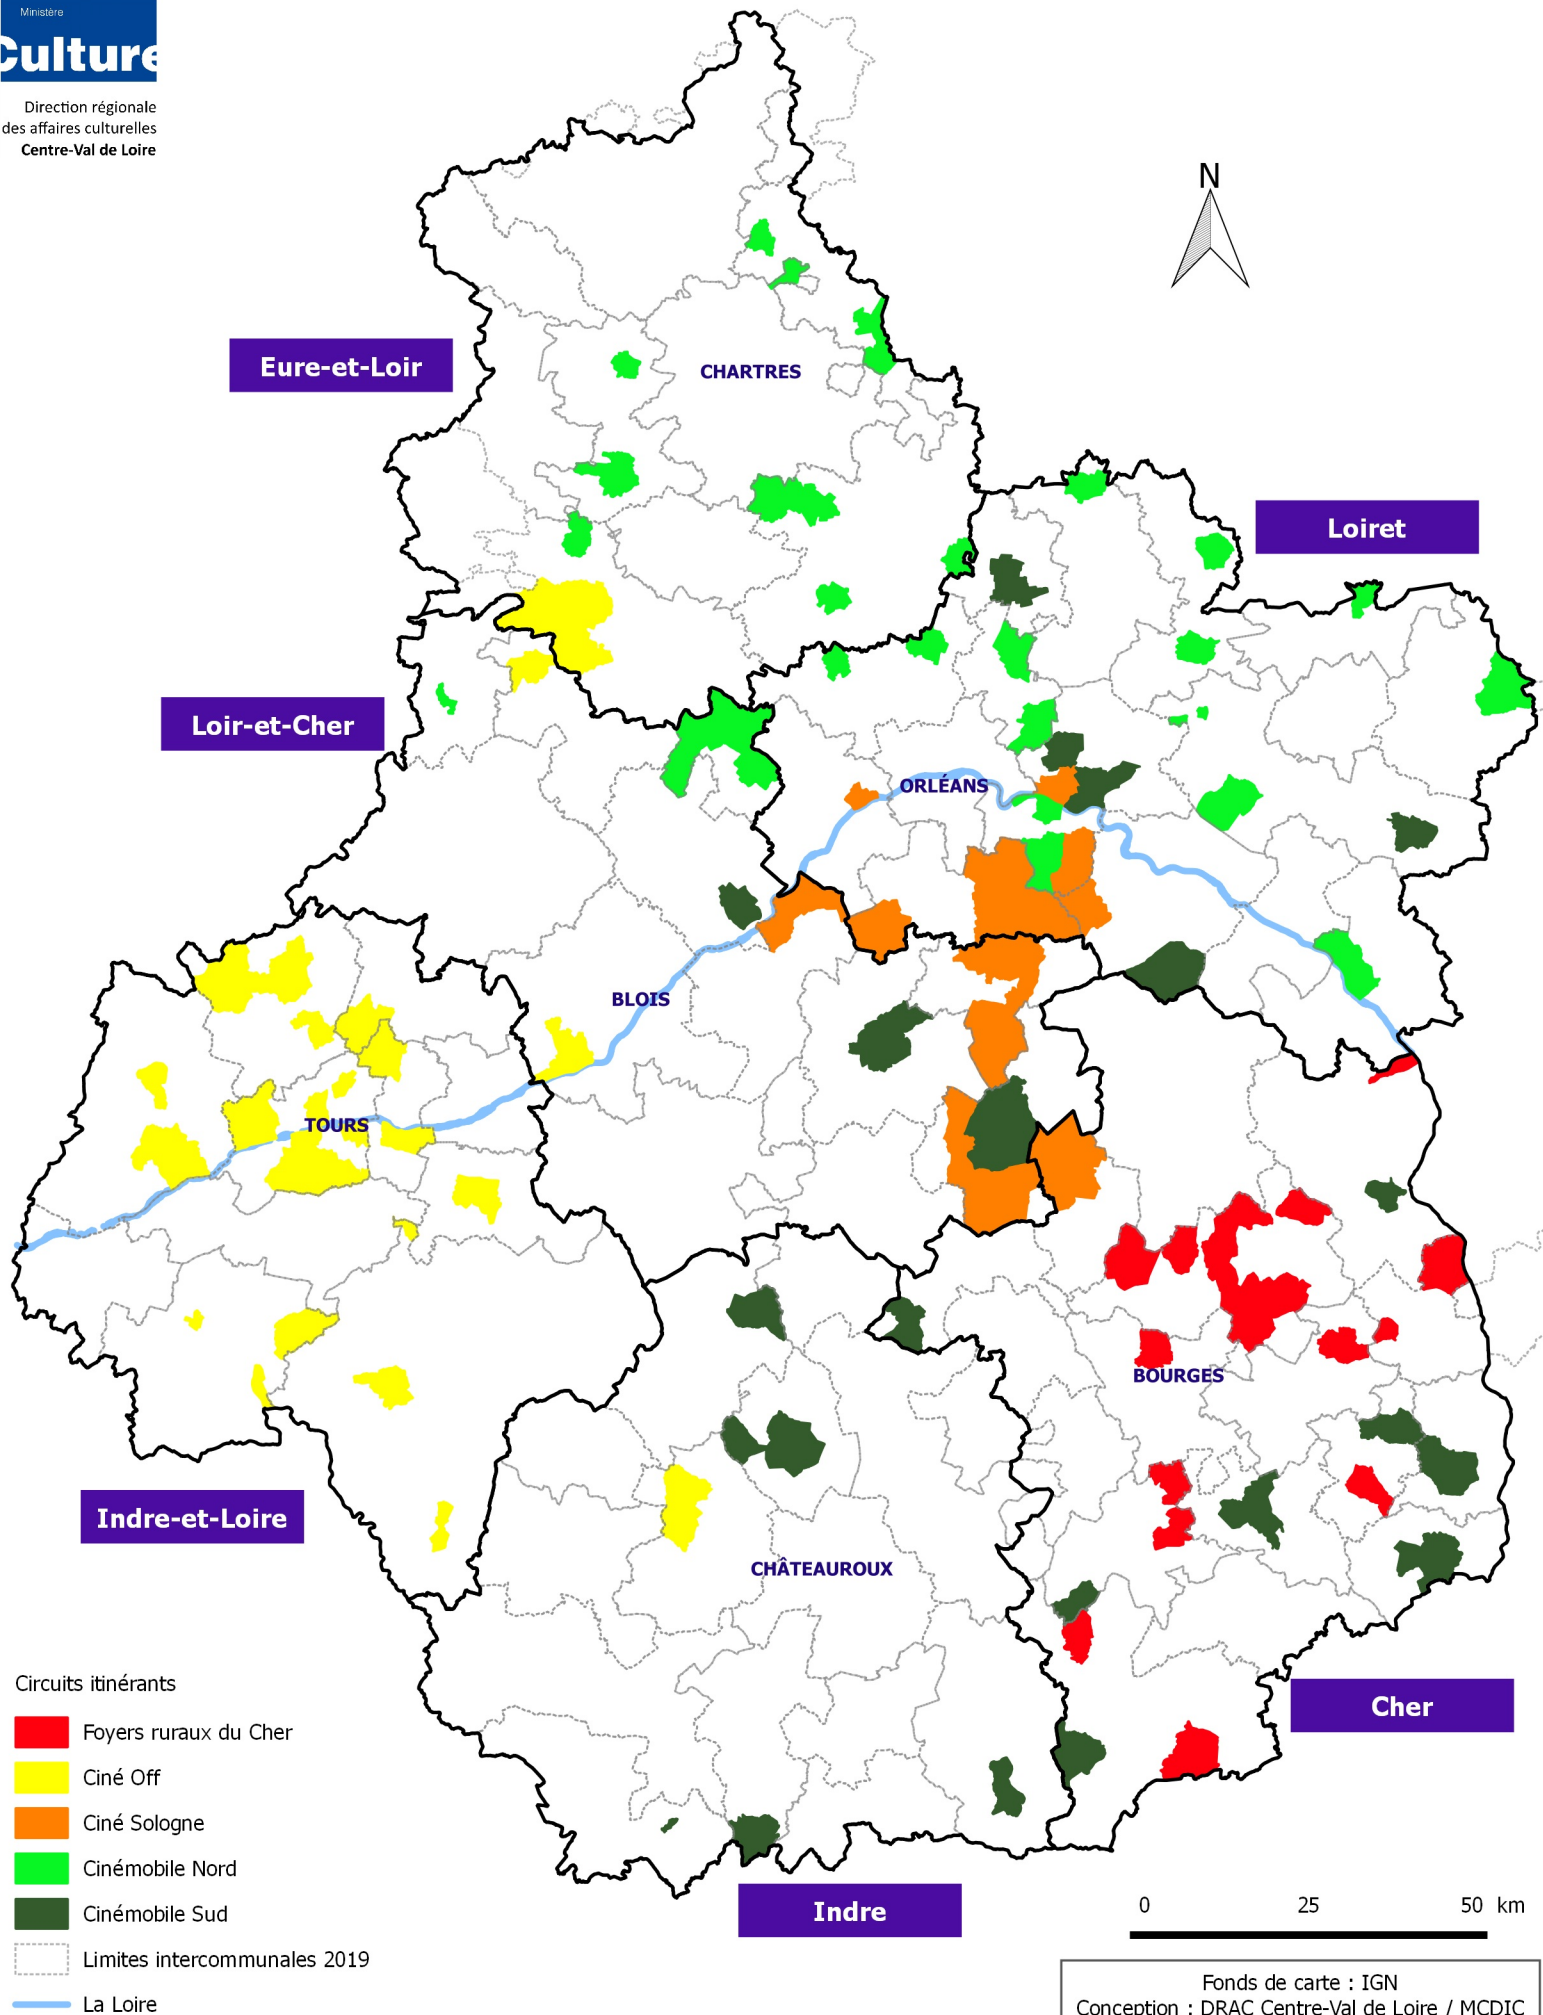 Ministère
Culture
Direction régionale
des affaires culturelles
Centre-Val de Loire
N
Eure-et-Loir
CHARTRES
Loiret
Loir-et-Cher
ORLÉANS
BLOIS
TOURS
BOURGES
Indre-et-Loire
CHÂTEAUROUX
Cher
Circuits itinérants
Foyers ruraux du Cher
Ciné Off
Ciné Sologne
Cinémobile Nord
Cinémobile Sud
Limites intercommunales 2019
La Loire
Indre
0 25 50 km
Fonds de carte : IGN
Conception : DRAC Centre-Val de Loire / MCDIC